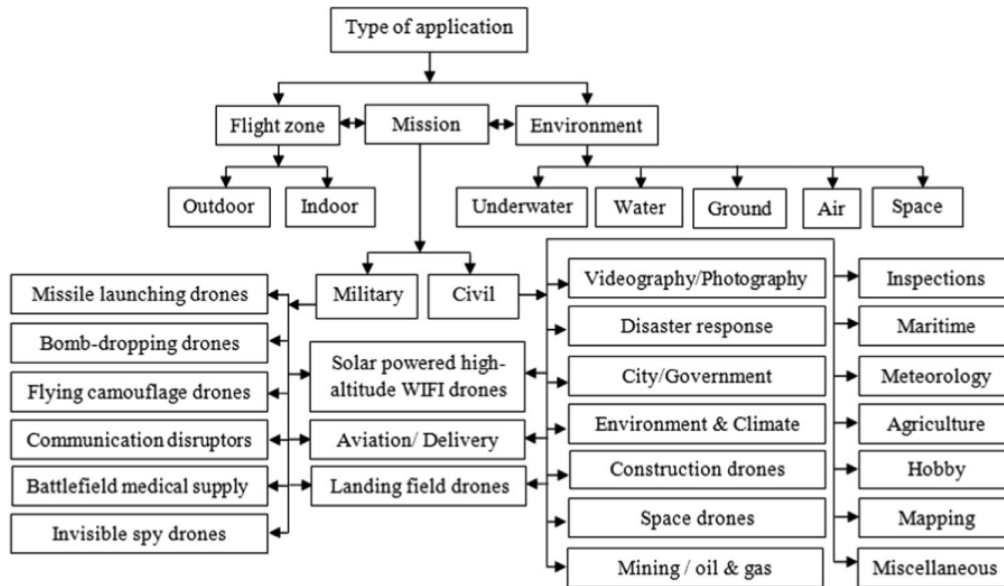 Type of application
Flight zone
Mission
Environment
Outdoor
Indoor
Underwater
Water
Ground
Air
Space
Missile launching drones
Military
Civil
Videography/Photography
Inspections
Bomb-dropping drones
Disaster response
Maritime
Solar powered high-
altitude WIFI drones
Flying camouflage drones
City/Government
Meteorology
Communication disruptors
Aviation/ Delivery
Environment & Climate
Agriculture
Battlefield medical supply
Landing field drones
Construction drones
Hobby
Invisible spy drones
Space drones
Mapping
Mining / oil & gas
Miscellaneous